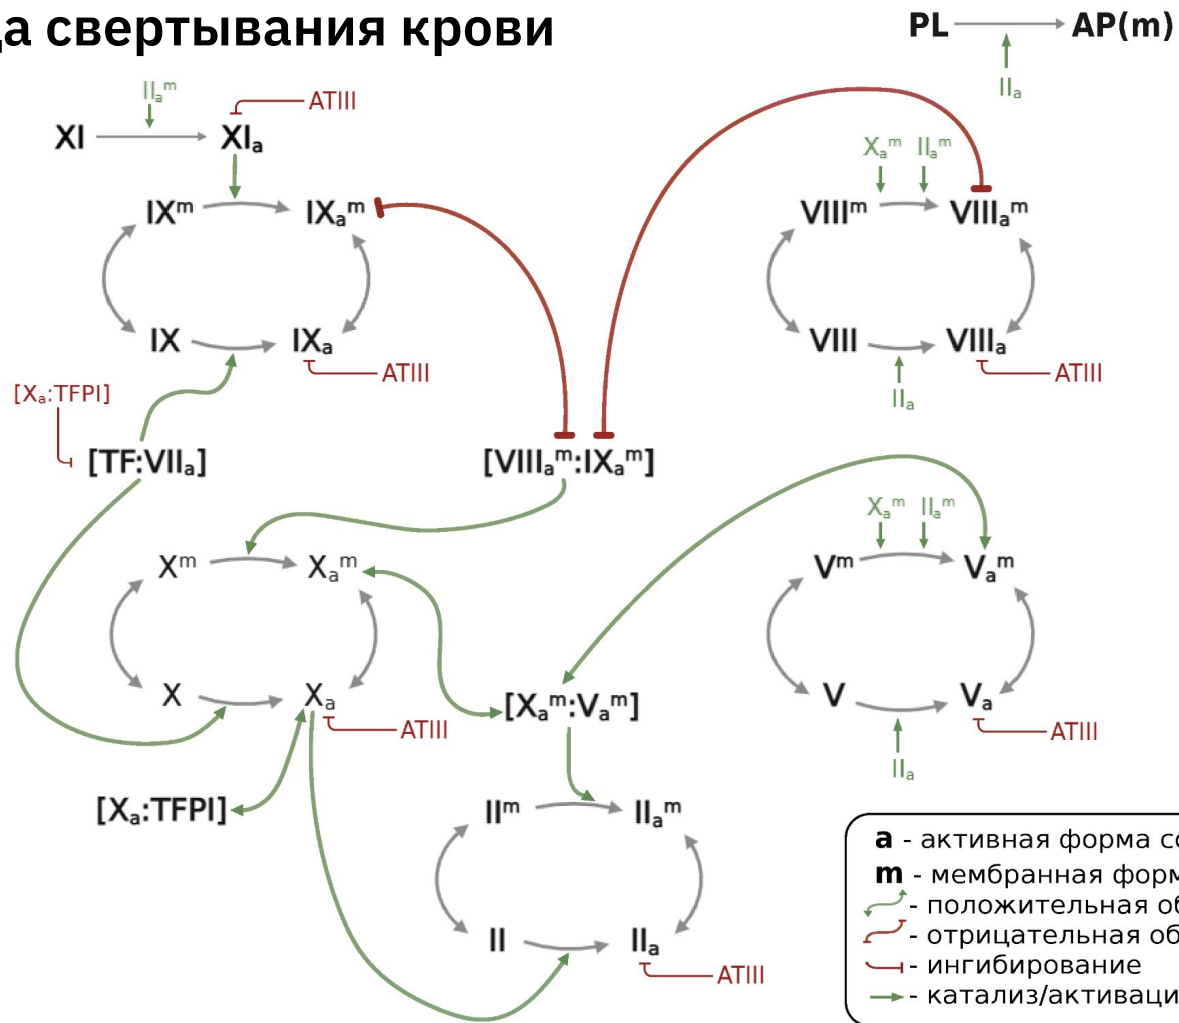 да свертывания крови
PL → AP(m)
IIₐ
IIₐᵐ
ATIII
XI
XIₐ
Xₐᵐ IIₐᵐ
IXᵐ
IXₐᵐ
VIIIᵐ
VIIIₐᵐ
IX
IXₐ
VIII
VIIIₐ
ATIII
ATIII
[Xₐ:TFPI]
IIₐ
[TF:VIIₐ]
[VIIIₐᵐ:IXₐᵐ]
Xₐᵐ IIₐᵐ
Xᵐ
Xₐᵐ
Vᵐ
Vₐᵐ
X
Xₐ
[Xₐᵐ:Vₐᵐ]
V
Vₐ
ATIII
ATIII
IIₐ
[Xₐ:TFPI]
IIᵐ
IIₐᵐ
II
IIₐ
ATIII
a - активная форма
m - мембранная
- положительная
- отрицательная
- ингибирование
- катализ/